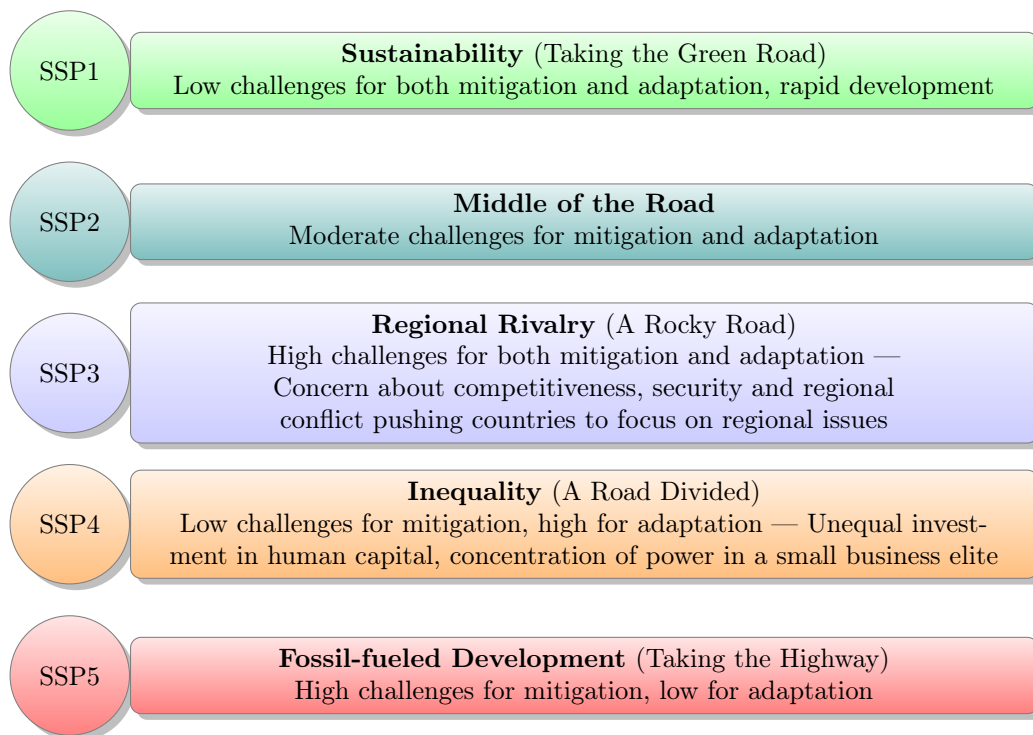 SSP1
Sustainability (Taking the Green Road)
Low challenges for both mitigation and adaptation, rapid development
SSP2
Middle of the Road
Moderate challenges for mitigation and adaptation
SSP3
Regional Rivalry (A Rocky Road)
High challenges for both mitigation and adaptation —
Concern about competitiveness, security and regional
conflict pushing countries to focus on regional issues
SSP4
Inequality (A Road Divided)
Low challenges for mitigation, high for adaptation — Unequal invest-
ment in human capital, concentration of power in a small business elite
SSP5
Fossil-fueled Development (Taking the Highway)
High challenges for mitigation, low for adaptation